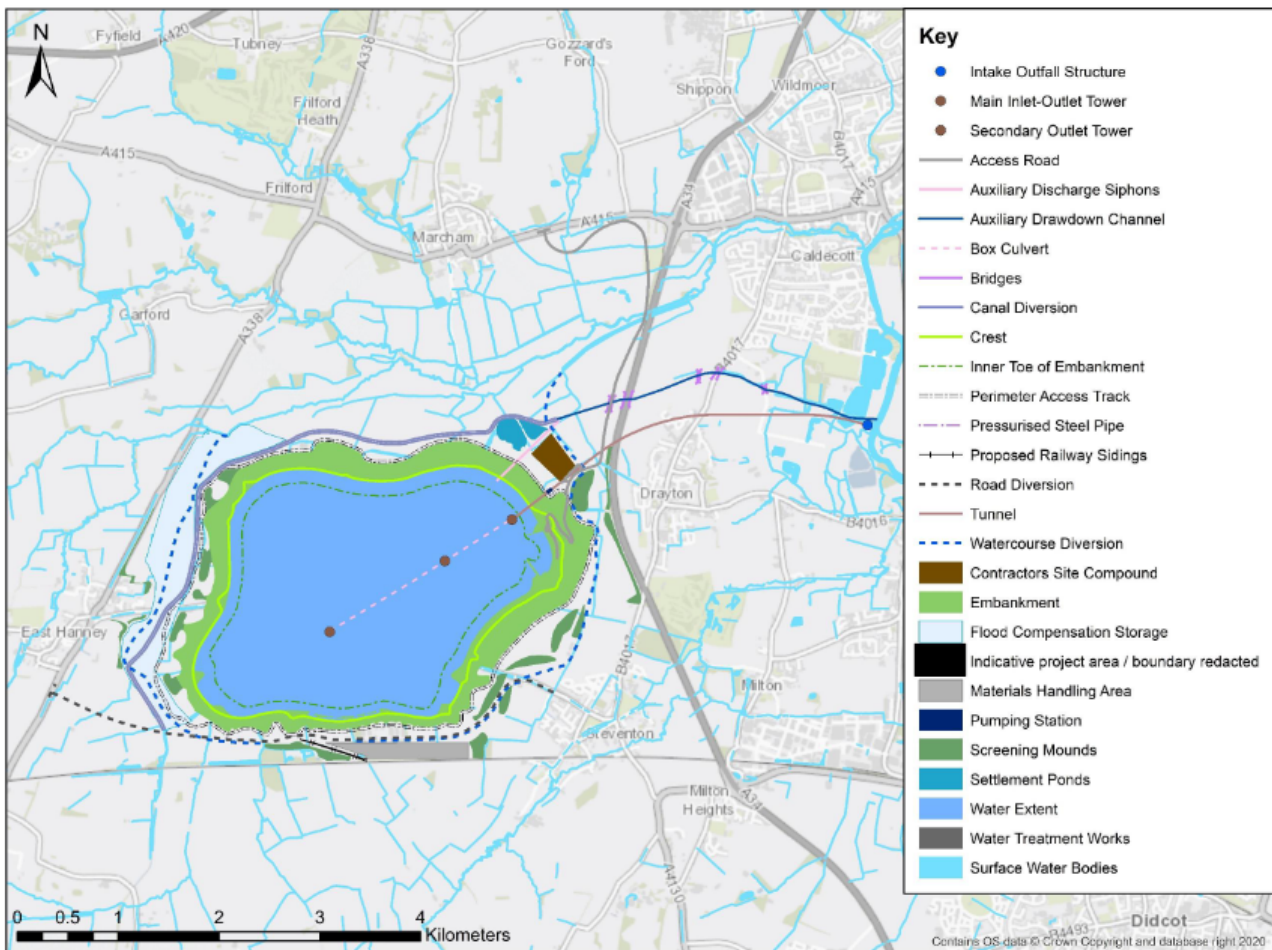 N
Fyfield
A420
Tubney
A338
Gozzard's
Ford
Shippon
Wildmoor
Frilford
Heath
B4017
A415
Frilford
A34
A415
A415
Marcham
Caldecott
Garford
A338
B4017
Drayton
B4016
East Hanney
B4017
Milton
Steventon
Milton
Heights
A34
A4130
0 0.5 1 2 3 4
Kilometers
Key
Intake Outfall Structure
Main Inlet-Outlet Tower
Secondary Outlet Tower
Access Road
Auxiliary Discharge Siphons
Auxiliary Drawdown Channel
Box Culvert
Bridges
Canal Diversion
Crest
Inner Toe of Embankment
Perimeter Access Track
Pressurised Steel Pipe
Proposed Railway Sidings
Road Diversion
Tunnel
Watercourse Diversion
Contractors Site Compound
Embankment
Flood Compensation Storage
Indicative project area / boundary redacted
Materials Handling Area
Pumping Station
Screening Mounds
Settlement Ponds
Water Extent
Water Treatment Works
Surface Water Bodies
Didcot
B4493
Contains OS data © Crown Copyright and database right 2020